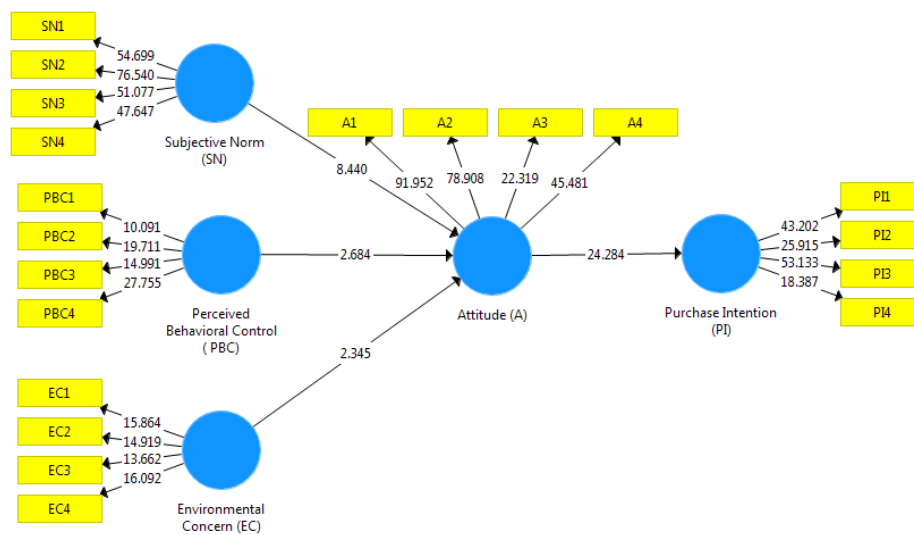 SN1
SN2
SN3
SN4
54.699
76.540
51.077
47.647
Subjective Norm
(SN)
8.440
A1
A2
A3
A4
91.952
78.908
22.319
45.481
PBC1
PBC2
PBC3
PBC4
10.091
19.711
14.991
27.755
Perceived
Behavioral Control
( PBC)
2.684
Attitude (A)
24.284
Purchase Intention
(PI)
43.202
25.915
53.133
18.387
PI1
PI2
PI3
PI4
2.345
EC1
EC2
EC3
EC4
15.864
14.919
13.662
16.092
Environmental
Concern (EC)